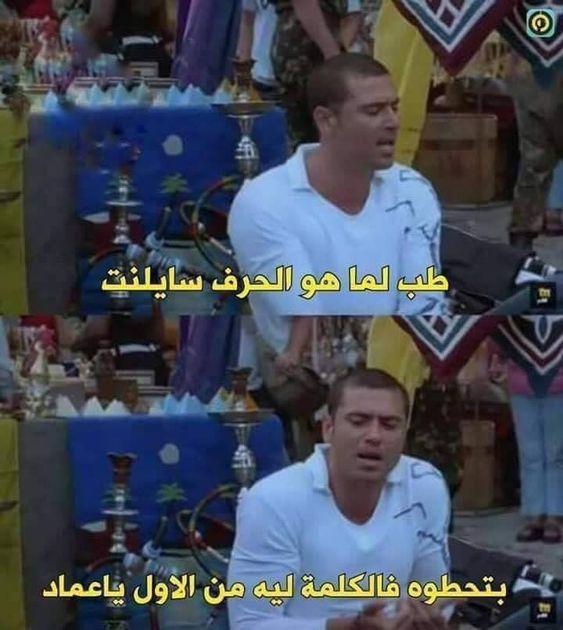 طب لما هو الحرف سايلنت
بتحطوه فالكلمة ليه من الاول ياعماد